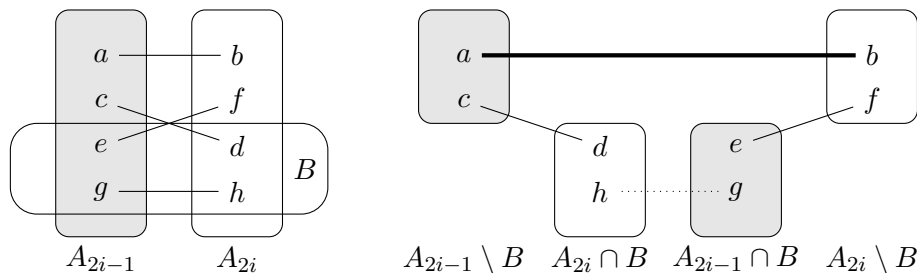 a b a b
c f c f
e d B d e
g h h g
A_{2i−1} A_{2i} A_{2i−1} \ B A_{2i} ∩ B A_{2i−1} ∩ B A_{2i} \ B